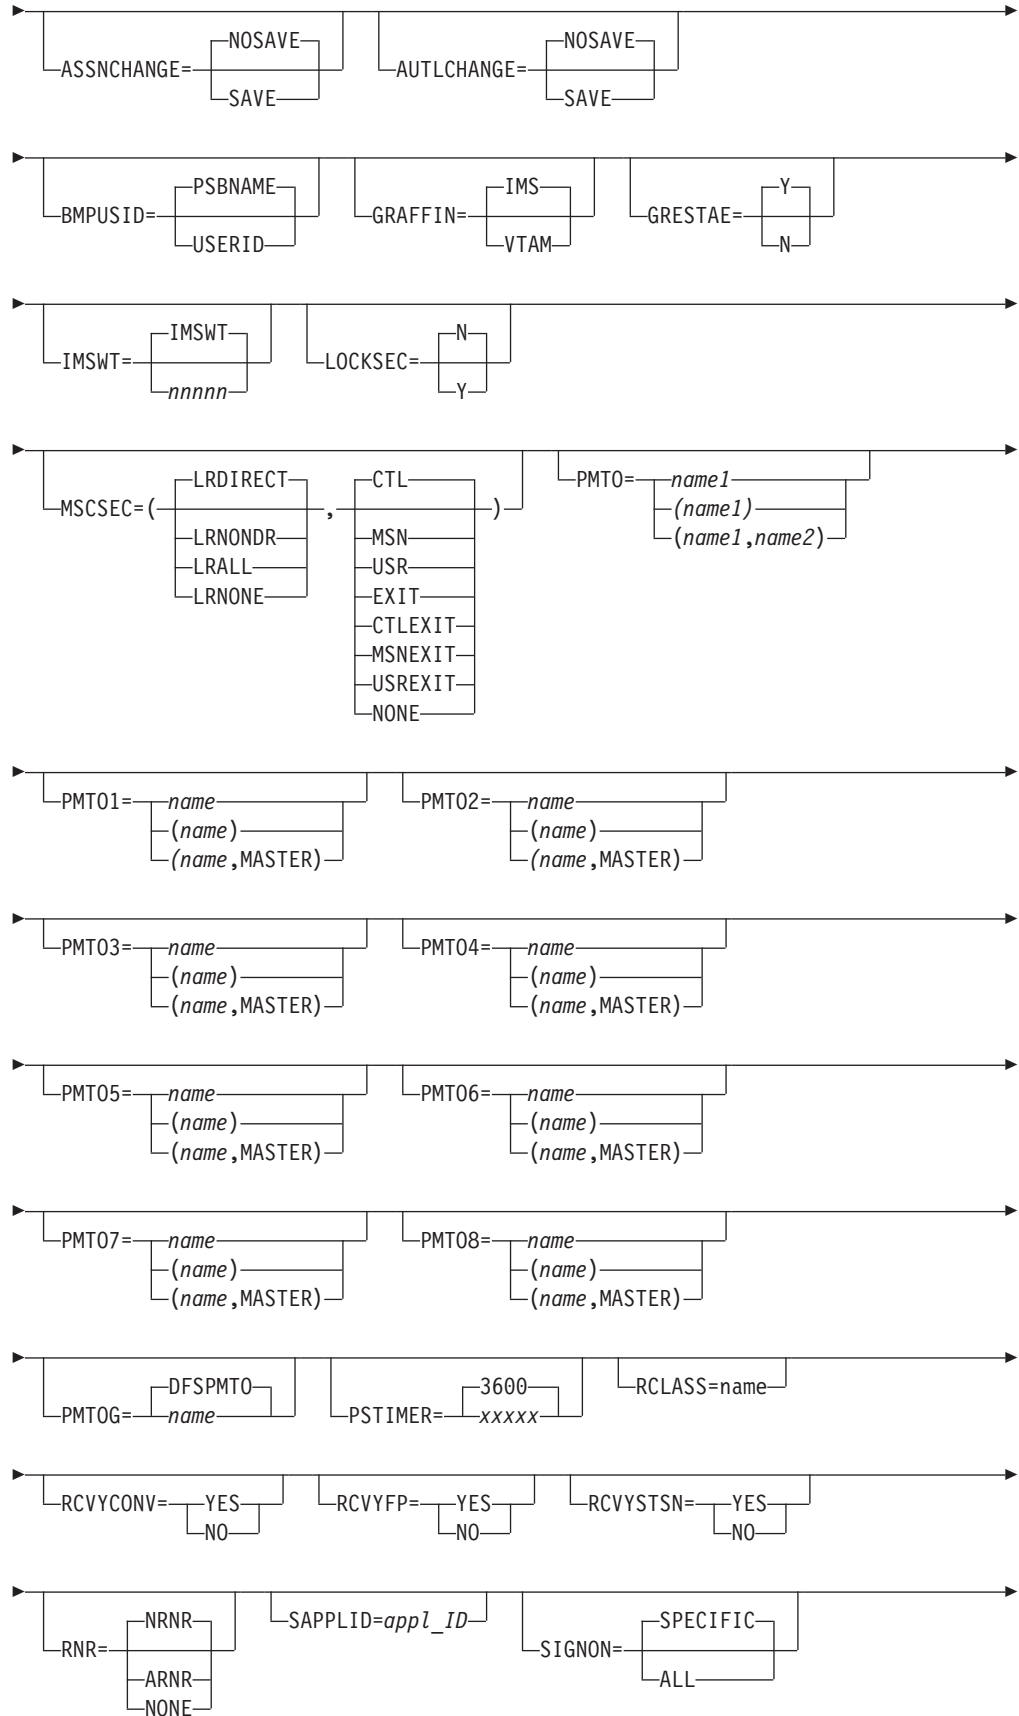 NOSAVE NOSAVE
ASSNCHANGE= AUTLCHANGE=
SAVE SAVE
PSBNAME IMS Y
BMPUSID= GRAFFIN= GRESTAE=
USERID VTAM N
IMSWT N
IMSWT= LOCKSEC=
nnnnn Y
LRDIRECT CTL PMTO= name1
MSCSEC=( , ) (name1)
LRNONDR MSN (name1,name2)
LRALL USR
LRNONE EXIT
CTLEXIT
MSNEXIT
USREXIT
NONE
PMTO1= name PMTO2= name
(name) (name)
(name,MASTER) (name,MASTER)
PMTO3= name PMTO4= name
(name) (name)
(name,MASTER) (name,MASTER)
PMTO5= name PMTO6= name
(name) (name)
(name,MASTER) (name,MASTER)
PMTO7= name PMTO8= name
(name) (name)
(name,MASTER) (name,MASTER)
DFSPMTO 3600 RCLASS=name
PMTOG= name PSTIMER= xxxxx
RCVYCONV= YES RCVYFP= YES RCVYSTSN= YES
NO NO NO
NRNR SAPPLID=appl_ID SPECIFIC
RNR= SIGNON=
ARNR ALL
NONE